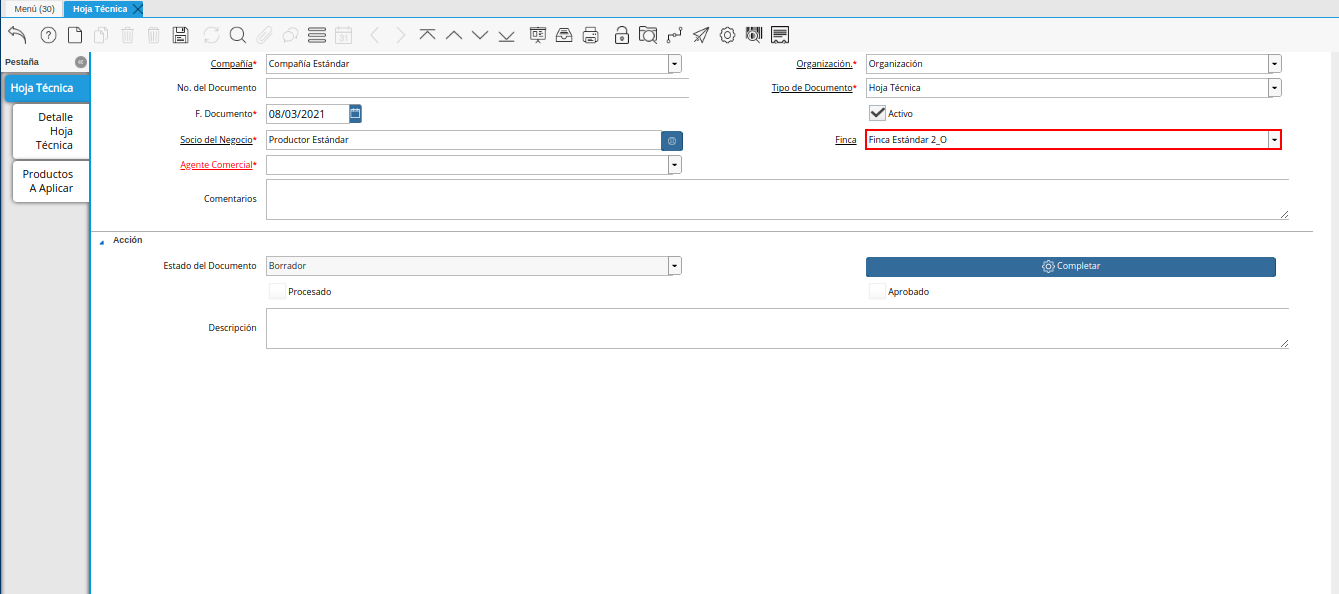 Menú (30)
Hoja Técnica
31
Pestaña
Hoja Técnica
Detalle
Hoja
Técnica
Productos
A Aplicar
Compañía* Compañía Estándar
Organización.* Organización
No. del Documento
Tipo de Documento* Hoja Técnica
F. Documento* 08/03/2021
Activo
Socio del Negocio* Productor Estándar
Finca Finca Estándar 2_O
Agente Comercial*
Comentarios
Acción
Estado del Documento Borrador
Completar
Procesado
Aprobado
Descripción